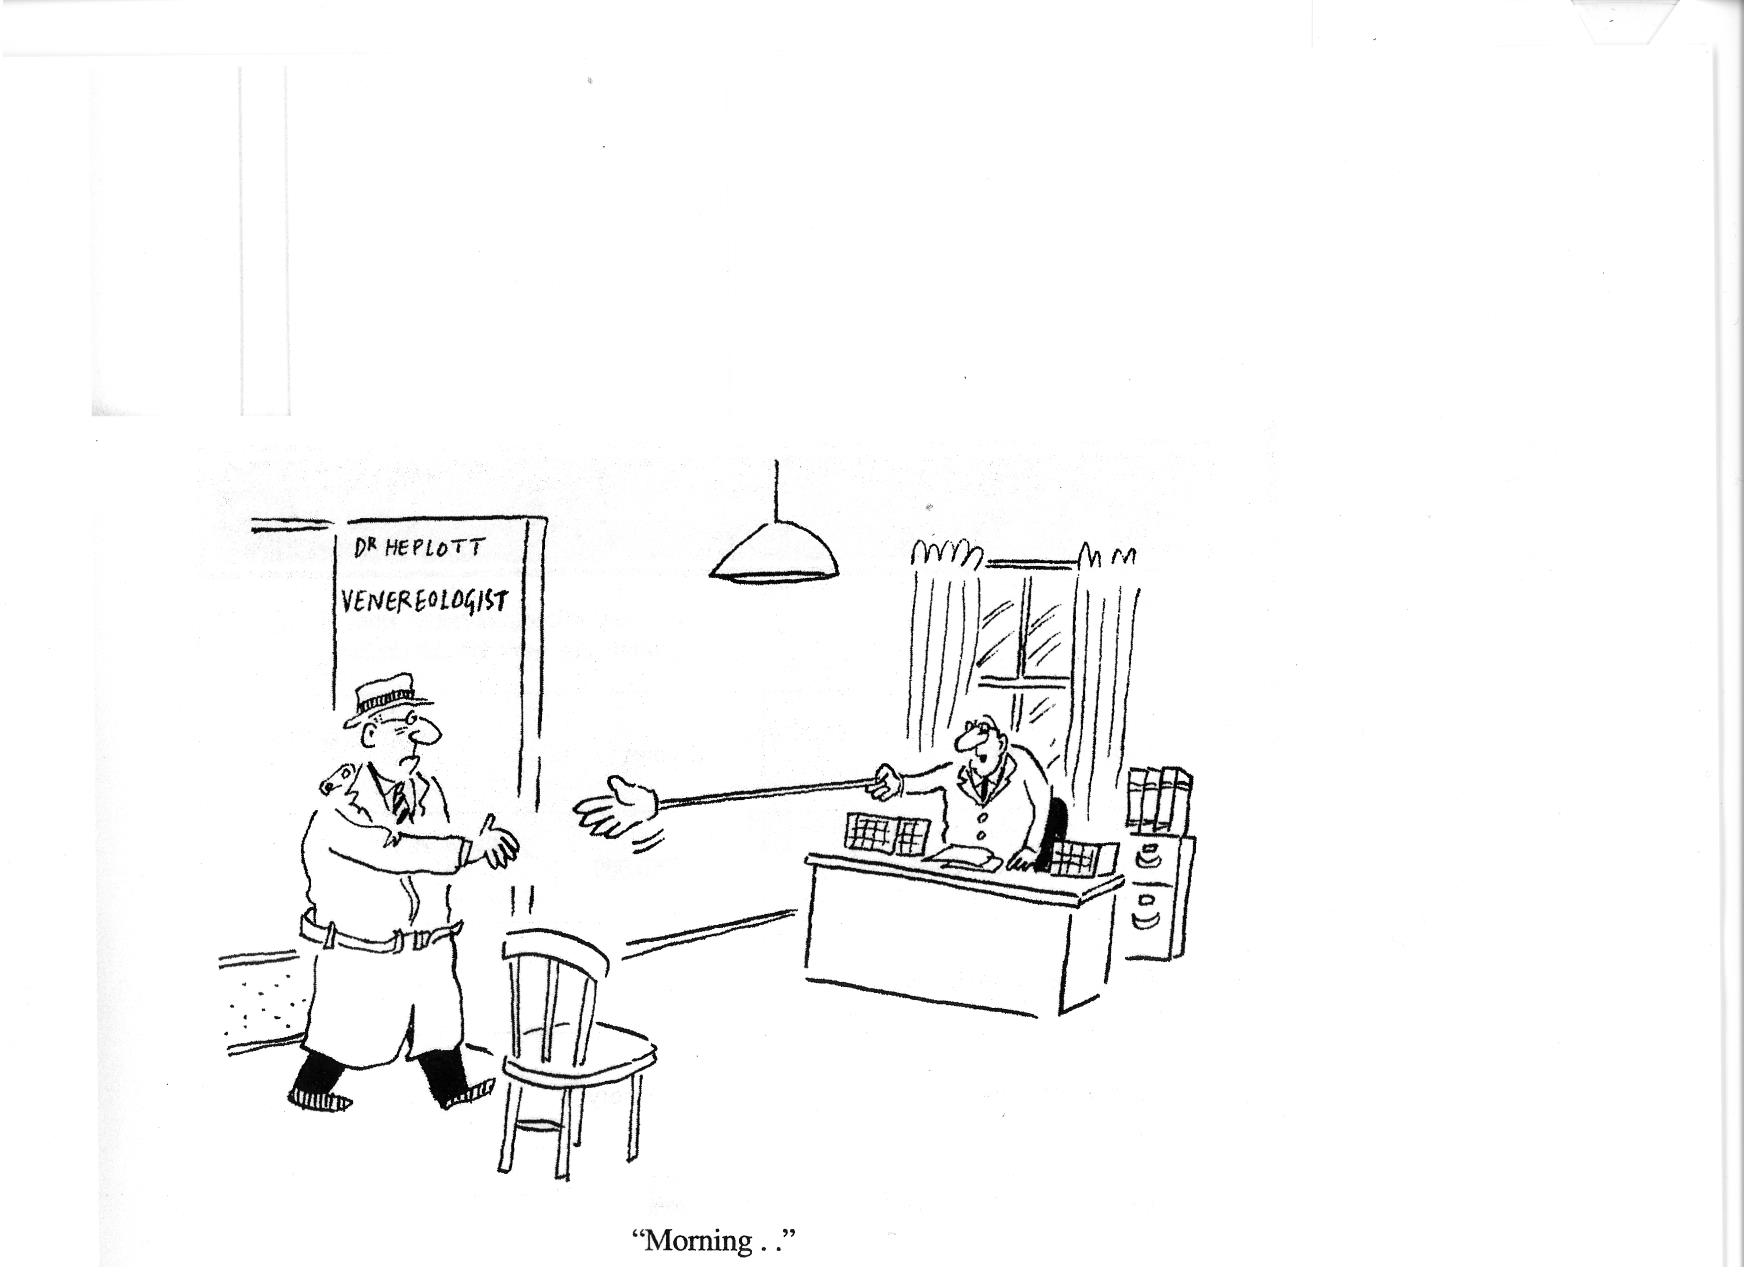 DR HEPLOTT
VENEREOLOGIST
“Morning . .”